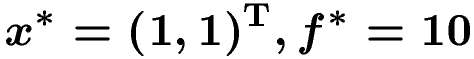 x* = (1, 1)ᵀ, f* = 10